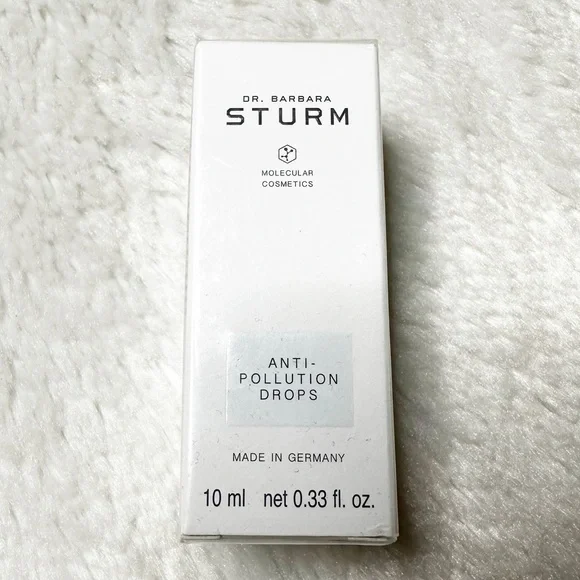 DR. BARBARA
STURM
MOLECULAR
COSMETICS
ANTI-
POLLUTION
DROPS
MADE IN GERMANY
10 ml net 0.33 fl. oz.